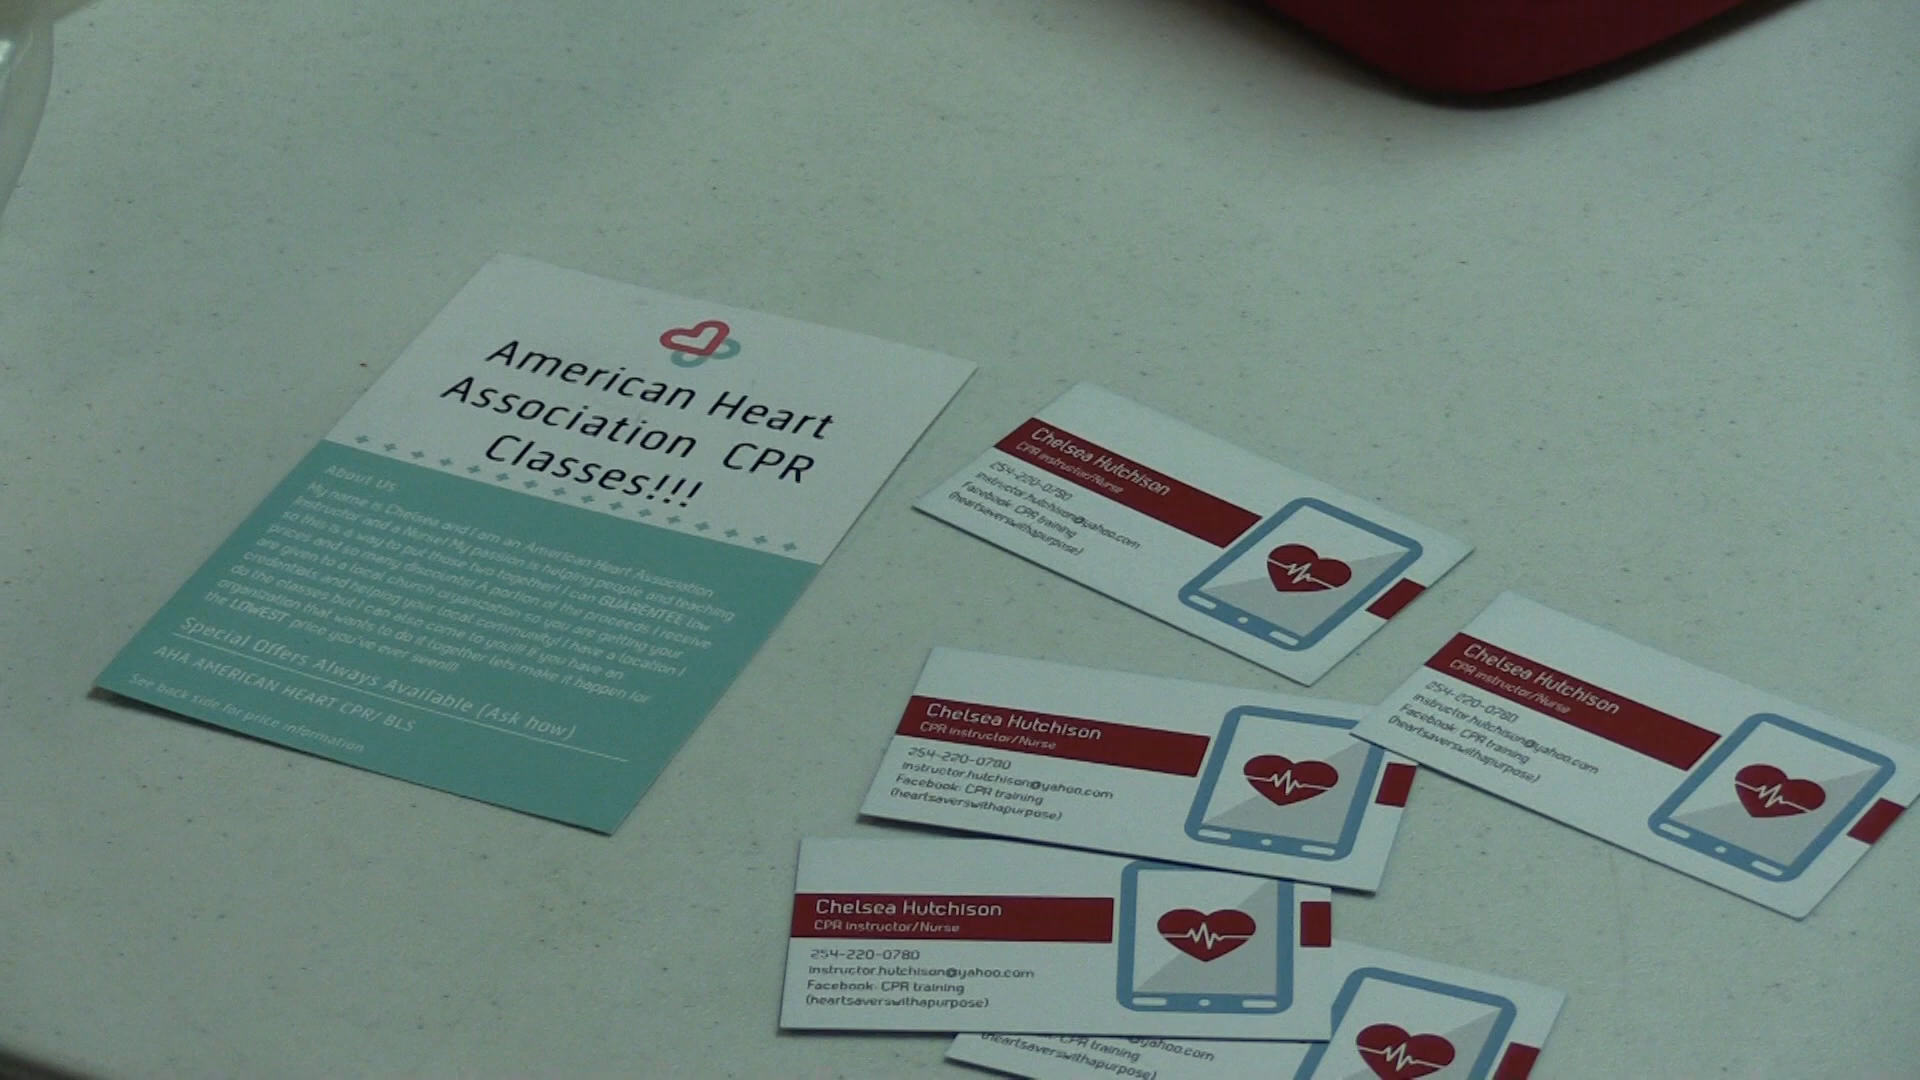 American Heart
Association CPR
Classes!!!
About Us
My name is Chelsea and I am an American Heart Association
Instructor and a Nurse! My passion is helping people and teaching
so this is a way to put those two together! I can GUARENTEE low
prices and so many discounts! A portion of the proceeds I receive
are given to a local church organization so you are getting your
credentials and helping your local community! I have a location I
do the classes but I can also come to you!!! If you have an
organization that wants to do it together lets make it happen for
the LOWEST price you've ever seen!!!
Special Offers Always Available (Ask how)
AHA AMERICAN HEART CPR/ BLS
See back side for price information
Chelsea Hutchison
CPR instructor/Nurse
254-220-0780
instructor.hutchison@yahoo.com
Facebook: CPR training
(heartsaverswithapurpose)
Chelsea Hutchison
CPR instructor/Nurse
254-220-0780
instructor.hutchison@yahoo.com
Facebook: CPR training
(heartsaverswithapurpose)
Chelsea Hutchison
CPR instructor/Nurse
254-220-0780
instructor.hutchison@yahoo.com
Facebook: CPR training
(heartsaverswithapurpose)
Chelsea Hutchison
CPR instructor/Nurse
254-220-0780
instructor.hutchison@yahoo.com
Facebook: CPR training
(heartsaverswithapurpose)
@yahoo.com
CPR training
(heartsaverswithapurpose)